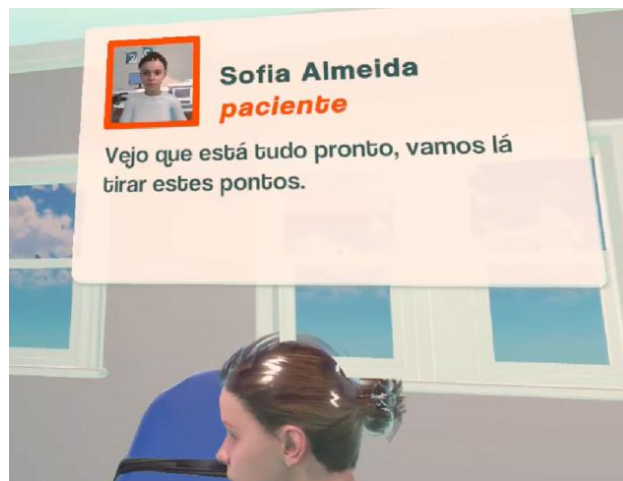 Sofia Almeida
paciente
Vejo que está tudo pronto, vamos lá
tirar estes pontos.